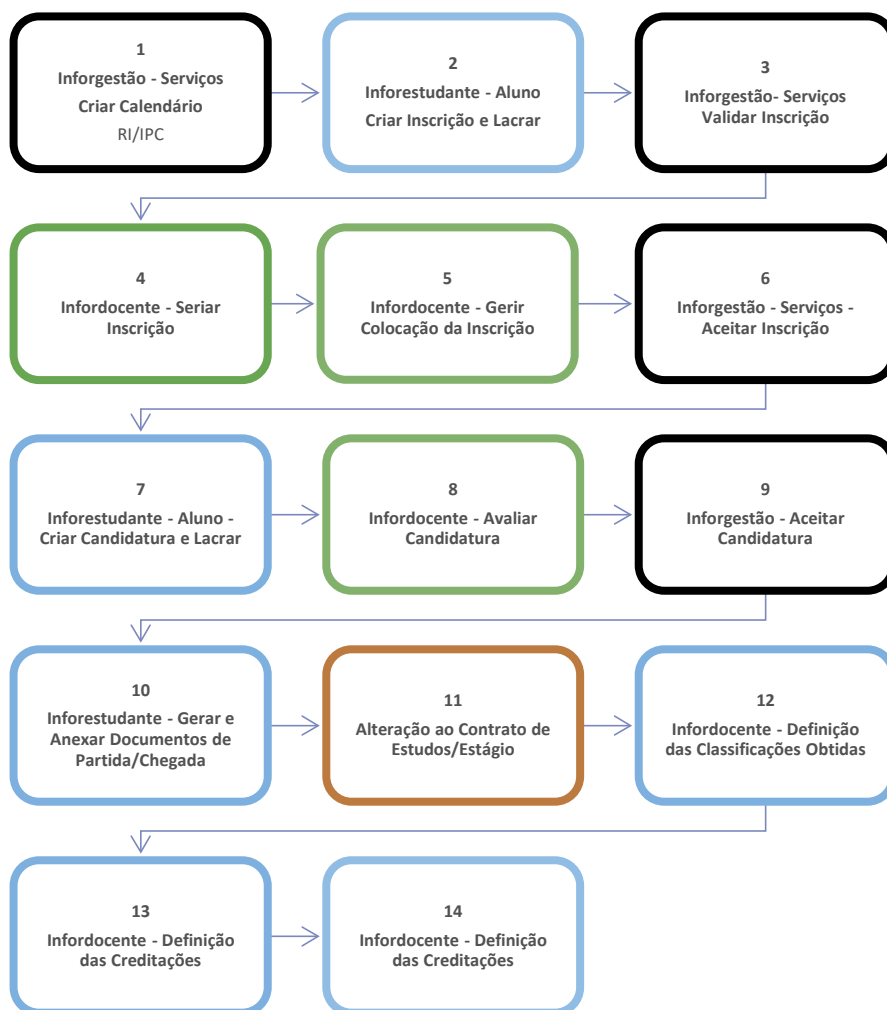 1
Inforgestão - Serviços
Criar Calendário
RI/IPC
2
Inforestudante - Aluno
Criar Inscrição e Lacrar
3
Inforgestão- Serviços
Validar Inscrição
4
Infordocente - Seriar
Inscrição
5
Infordocente - Gerir
Colocação da Inscrição
6
Inforgestão - Serviços -
Aceitar Inscrição
7
Inforestudante - Aluno -
Criar Candidatura e Lacrar
8
Infordocente - Avaliar
Candidatura
9
Inforgestão - Aceitar
Candidatura
10
Inforestudante - Gerar e
Anexar Documentos de
Partida/Chegada
11
Alteração ao Contrato de
Estudos/Estágio
12
Infordocente - Definição
das Classificações Obtidas
13
Infordocente - Definição
das Creditações
14
Infordocente - Definição
das Creditações